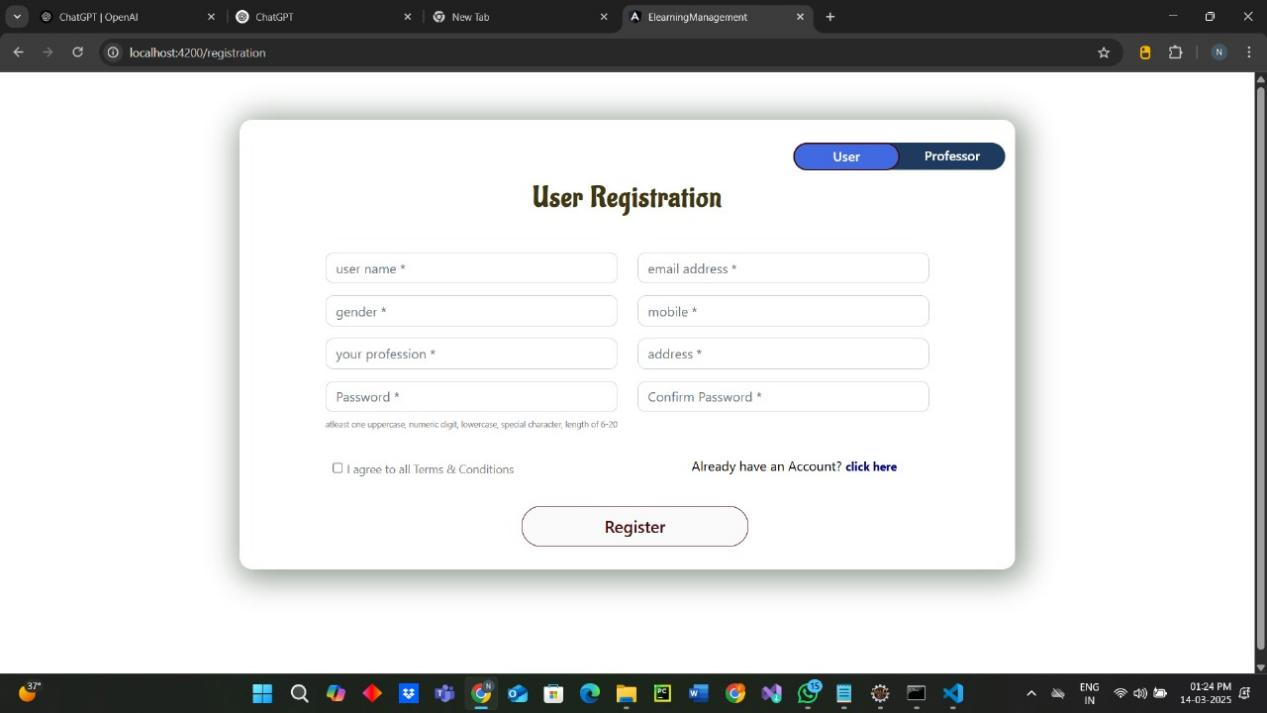 ChatGPT | OpenAI
ChatGPT
New Tab
ElearningManagement
localhost:4200/registration
N
User
Professor
User Registration
user name *
email address *
gender *
mobile *
your profession *
address *
Password *
Confirm Password *
atleast one uppercase, numeric digit, lowercase, special character, length of 6-20
I agree to all Terms & Conditions
Already have an Account? click here
Register
37°
N
PC
W
15
ENG
IN
01:24 PM
14-03-2025